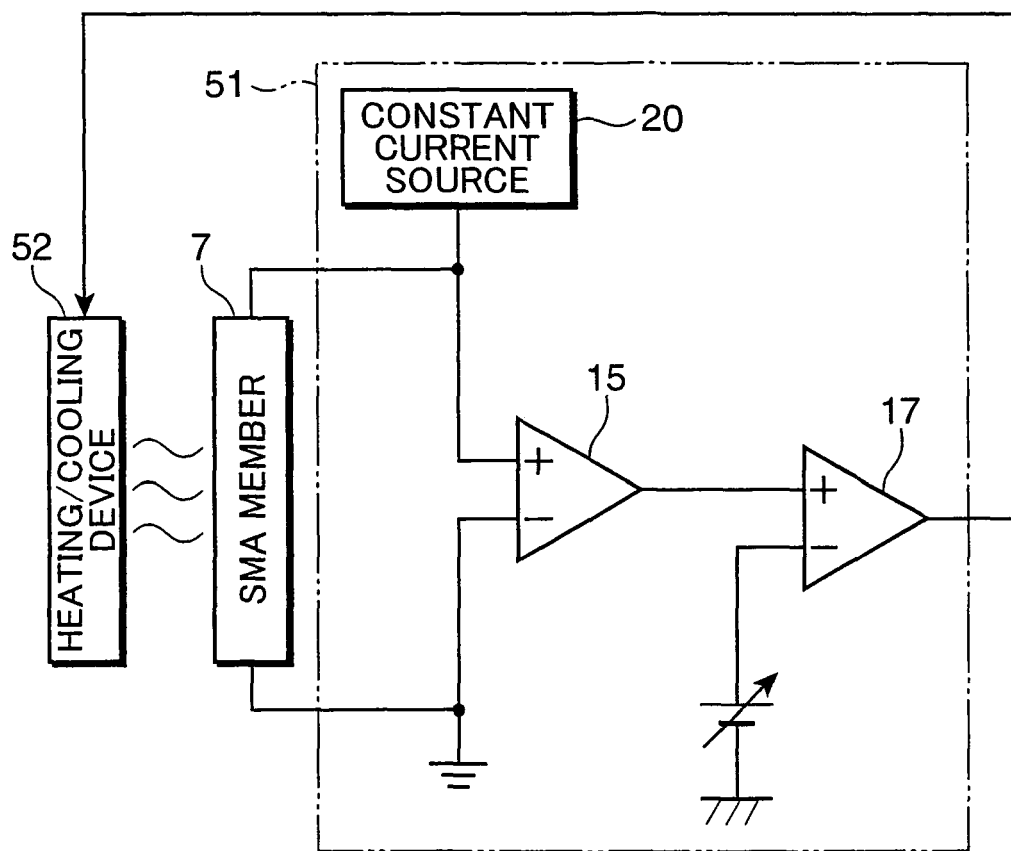 51
CONSTANT
CURRENT
SOURCE
20
52
7
HEATING/COOLING
DEVICE
SMA MEMBER
15
17
+
−
+
−